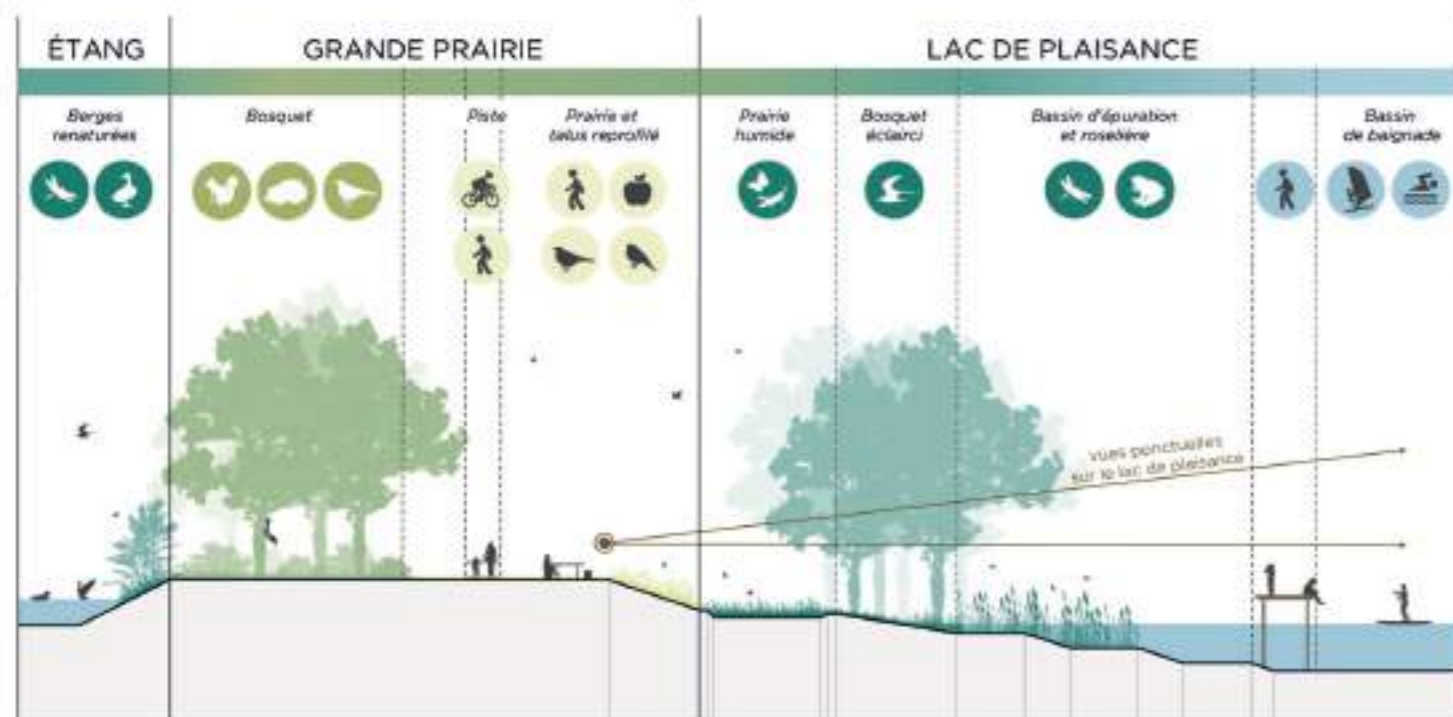 ÉTANG
GRANDE PRAIRIE
LAC DE PLAISANCE
Berges
renaturées
Bosquet
Piste
Prairie et
talus reprofilé
Prairie
humide
Bosquet
éclairci
Bassin d'épuration
et roselière
Bassin
de baignade
vues ponctuelles
sur le lac de plaisance